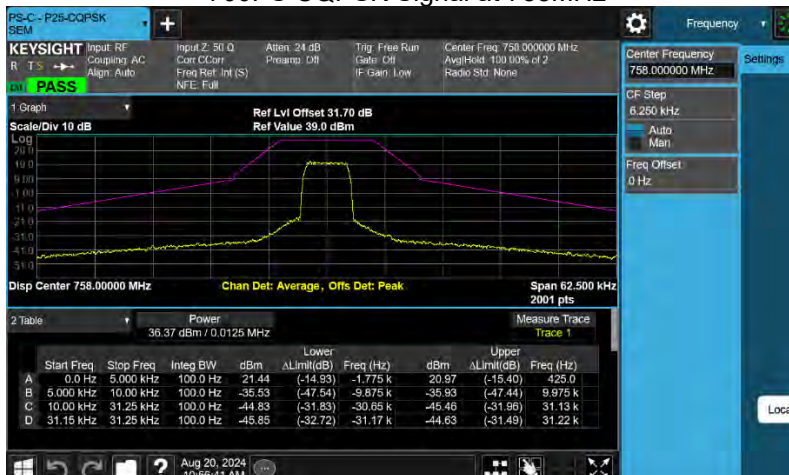 PS-C - P25-CQPSK
SEM
Frequency
KEYSIGHT
Input: RF
Coupling: AC
Align: Auto
Input Z: 50 Ω
Corr CCorr
Freq Ref: Int (S)
NFE: Full
Atten: 24 dB
Preamp: Off
Trig: Free Run
Gate: Off
IF Gain: Low
Center Freq: 758.000000 MHz
Avg|Hold: 100.00% of 2
Radio Std: None
PASS
Center Frequency
758.000000 MHz
Settings
CF Step
6.250 kHz
Auto
Man
Freq Offset
0 Hz
1 Graph
Scale/Div 10 dB
Ref Lvl Offset 31.70 dB
Ref Value 39.0 dBm
Log
Disp Center 758.00000 MHz
Chan Det: Average, Offs Det: Peak
Span 62.500 kHz
2001 pts
2 Table
Power
36.37 dBm / 0.0125 MHz
Measure Trace
Trace 1
Lower Upper
Start Freq Stop Freq Integ BW dBm ΔLimit(dB) Freq (Hz) dBm ΔLimit(dB) Freq (Hz)
A 0.0 Hz 5.000 kHz 100.0 Hz 21.44 (-14.93) -1.775 k 20.97 (-15.40) 425.0
B 5.000 kHz 10.00 kHz 100.0 Hz -35.53 (-47.54) -9.875 k -35.93 (-47.44) 9.975 k
C 10.00 kHz 31.25 kHz 100.0 Hz -44.83 (-31.83) -30.65 k -45.46 (-31.96) 31.13 k
D 31.15 kHz 31.25 kHz 100.0 Hz -45.85 (-32.72) -31.17 k -44.63 (-31.49) 31.22 k
Loca
Aug 20, 2024